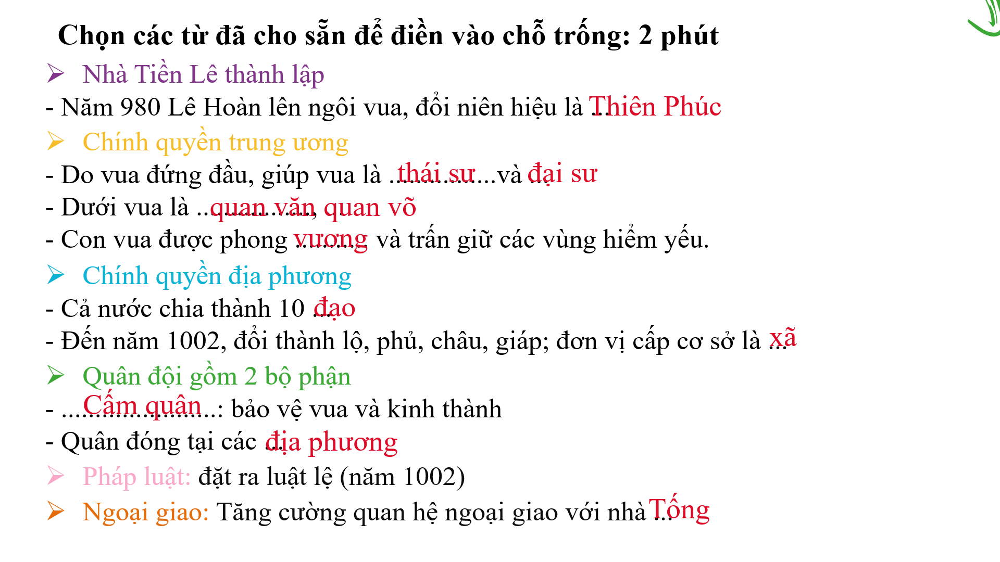 Chọn các từ đã cho sẵn để điền vào chỗ trống: 2 phút
➢ Nhà Tiền Lê thành lập
- Năm 980 Lê Hoàn lên ngôi vua, đổi niên hiệu là ... Thiên Phúc
➢ Chính quyền trung ương
- Do vua đứng đầu, giúp vua là ...thái sư...và ... đại sư
- Dưới vua là ...quan văn, ... quan võ
- Con vua được phong ...vương... và trấn giữ các vùng hiểm yếu.
➢ Chính quyền địa phương
- Cả nước chia thành 10 ... đạo
- Đến năm 1002, đổi thành lộ, phủ, châu, giáp; đơn vị cấp cơ sở là ... xã
➢ Quân đội gồm 2 bộ phận
- ...Cấm quân...: bảo vệ vua và kinh thành
- Quân đóng tại các ... địa phương
➢ Pháp luật: đặt ra luật lệ (năm 1002)
➢ Ngoại giao: Tăng cường quan hệ ngoại giao với nhà ... Tống